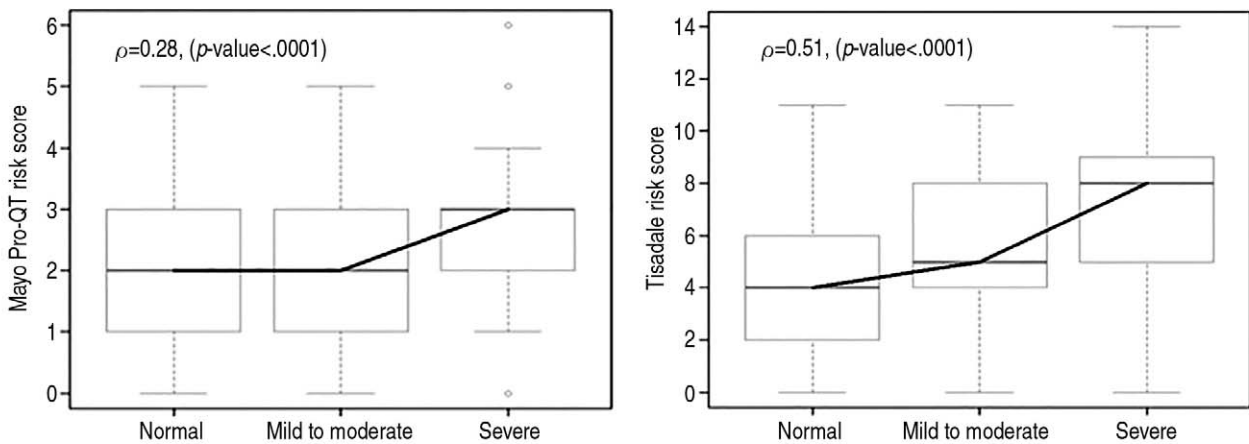 Mayo Pro-QT risk score
6
5
4
3
2
1
0
ρ=0.28, (p-value<.0001)
Normal
Mild to moderate
Severe
Tisadale risk score
14
12
10
8
6
4
2
0
ρ=0.51, (p-value<.0001)
Normal
Mild to moderate
Severe